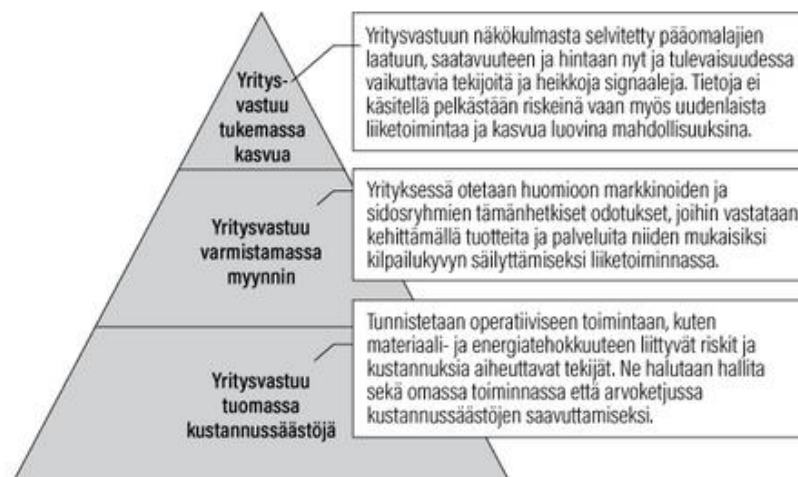 Yritys-
vastuu
tukemassa
kasvua
Yritysvastuun näkökulmasta selvitetty pääomalajien
laatuun, saatavuuteen ja hintaan nyt ja tulevaisuudessa
vaikuttavia tekijoitä ja heikkoja signaaleja. Tietoja ei
käsitellä pelkästään riskeinä vaan myös uudenlaista
liiketoimintaa ja kasvua luovina mahdollisuuksina.
Yritysvastuu
varmistamassa
myynnin
Yrityksessä otetaan huomioon markkinoiden ja
sidosryhmien tämänhetkiset odotukset, joihin vastataan
kehittämällä tuotteita ja palveluita niiden mukaisiksi
kilpailukyvyn säilyttämiseksi liiketoiminnassa.
Yritysvastuu
tuomassa
kustannussäästöjä
Tunnistetaan operatiiviseen toimintaan, kuten
materiaali- ja energiatehokkuuteen liittyvät riskit ja
kustannuksia aiheuttavat tekijät. Ne halutaan hallita
sekä omassa toiminnassa että arvoketjussa
kustannussäästöjen saavuttamiseksi.